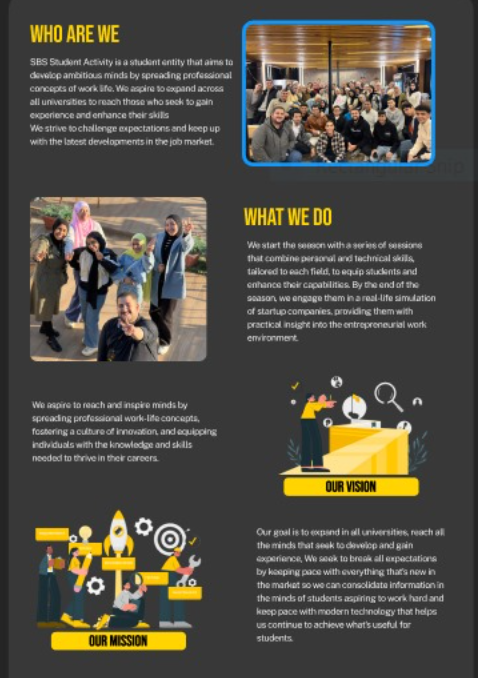 WHO ARE WE
SBS Student Activity is a student entity that aims to
develop ambitious minds by spreading professional
concepts of work life. We aspire to expand across
all universities to reach those who seek to gain
experience and enhance their skills
We strive to challenge expectations and keep up
with the latest developments in the job market.
WHAT WE DO
We start the season with a series of sessions
that combine personal and technical skills,
tailored to each field, to equip students and
enhance their capabilities. By the end of the
season, we engage them in a real-life simulation
of startup companies, providing them with
practical insight into the entrepreneurial work
environment.
We aspire to reach and inspire minds by
spreading professional work-life concepts,
fostering a culture of innovation, and equipping
individuals with the knowledge and skills
needed to thrive in their careers.
OUR VISION
Our goal is to expand in all universities, reach all
the minds that seek to develop and gain
experience, We seek to break all expectations
by keeping pace with everything that's new in
the market so we can consolidate information in
the minds of students aspiring to work hard and
keep pace with modern technology that helps
us continue to achieve what's useful for
students.
OUR MISSION